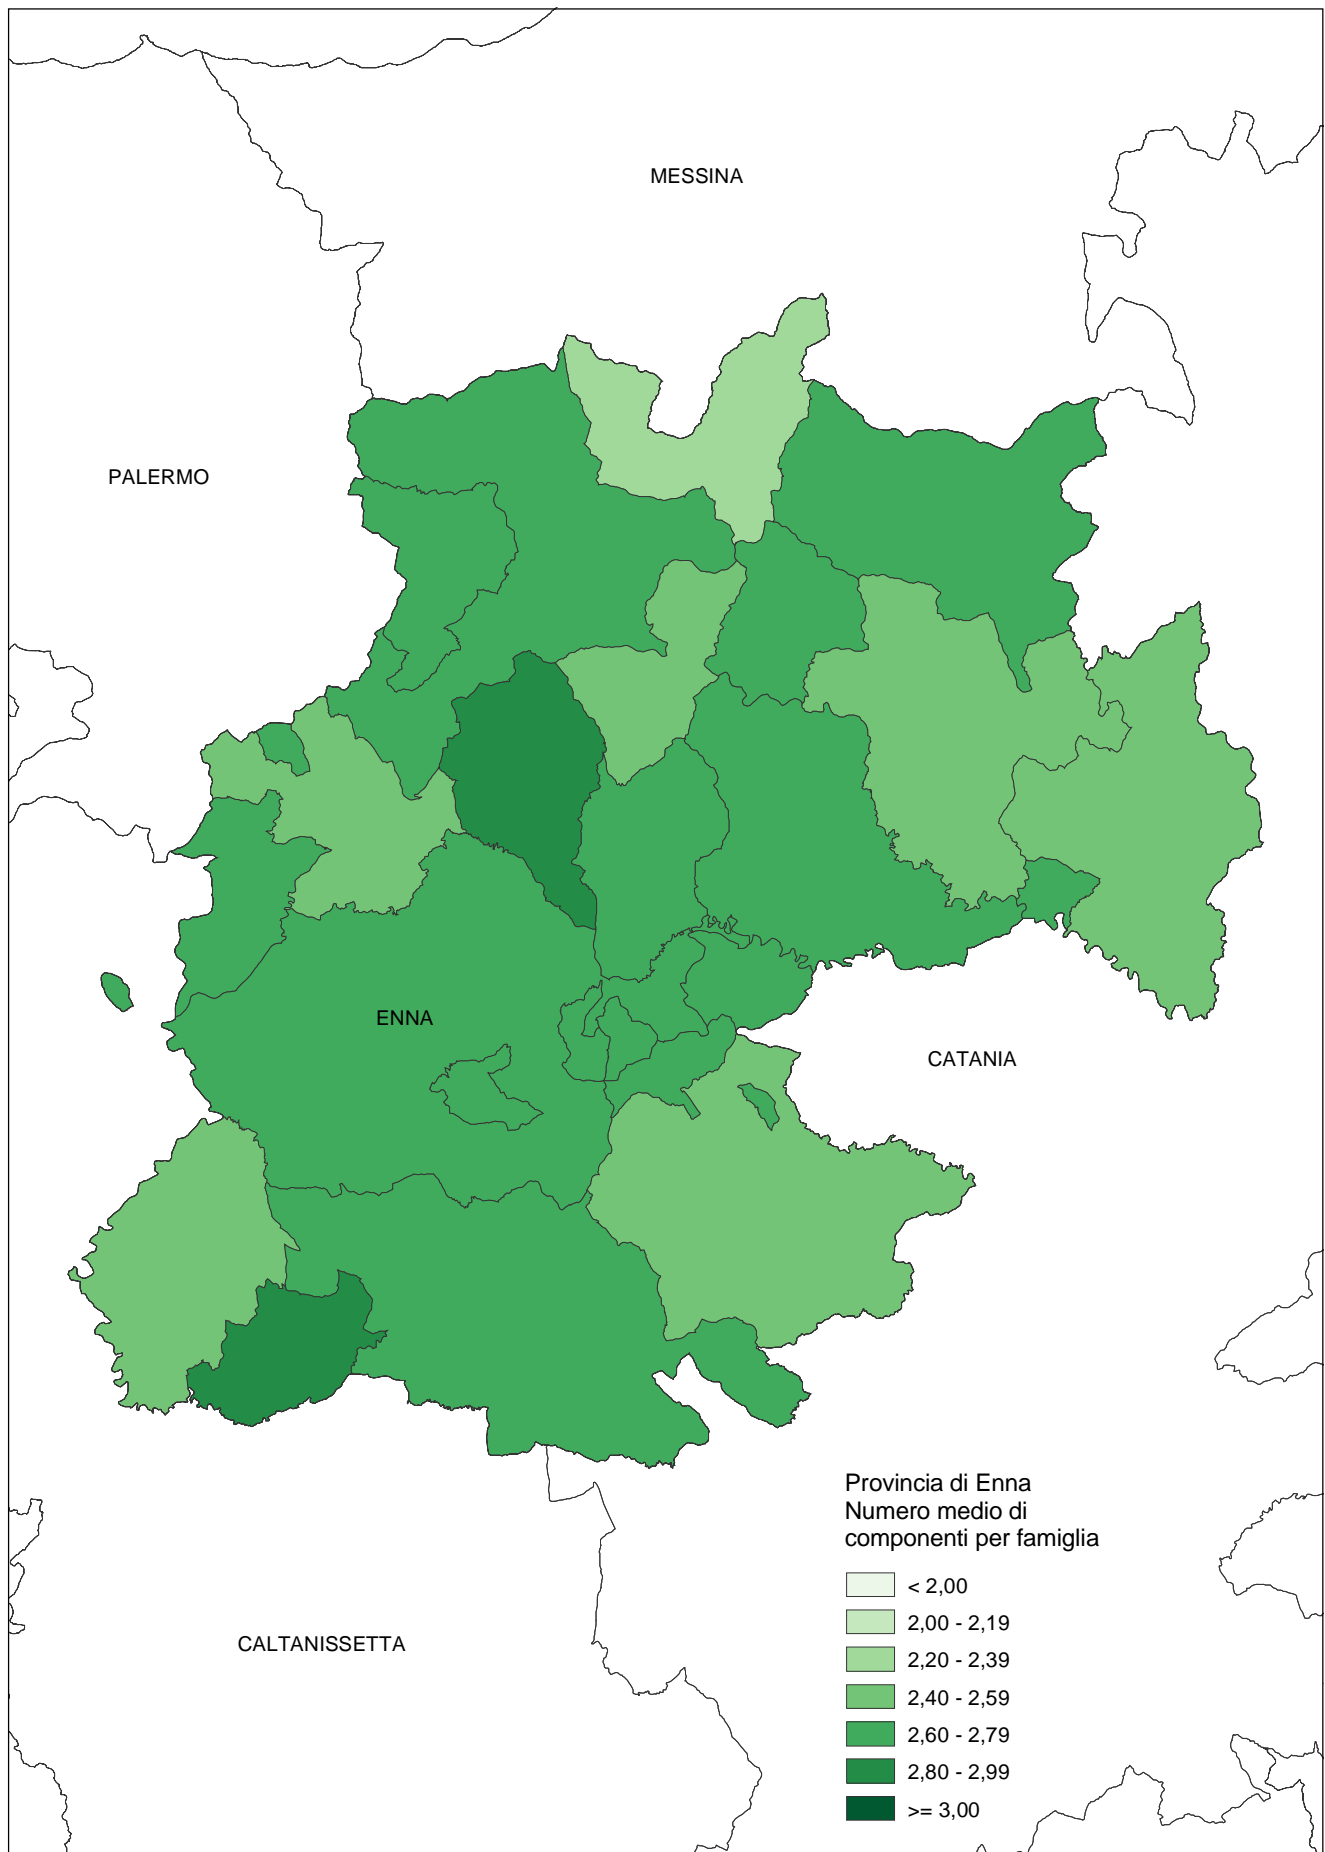 MESSINA
PALERMO
ENNA
CATANIA
CALTANISSETTA
Provincia di Enna
Numero medio di
componenti per famiglia
< 2,00
2,00 - 2,19
2,20 - 2,39
2,40 - 2,59
2,60 - 2,79
2,80 - 2,99
>= 3,00